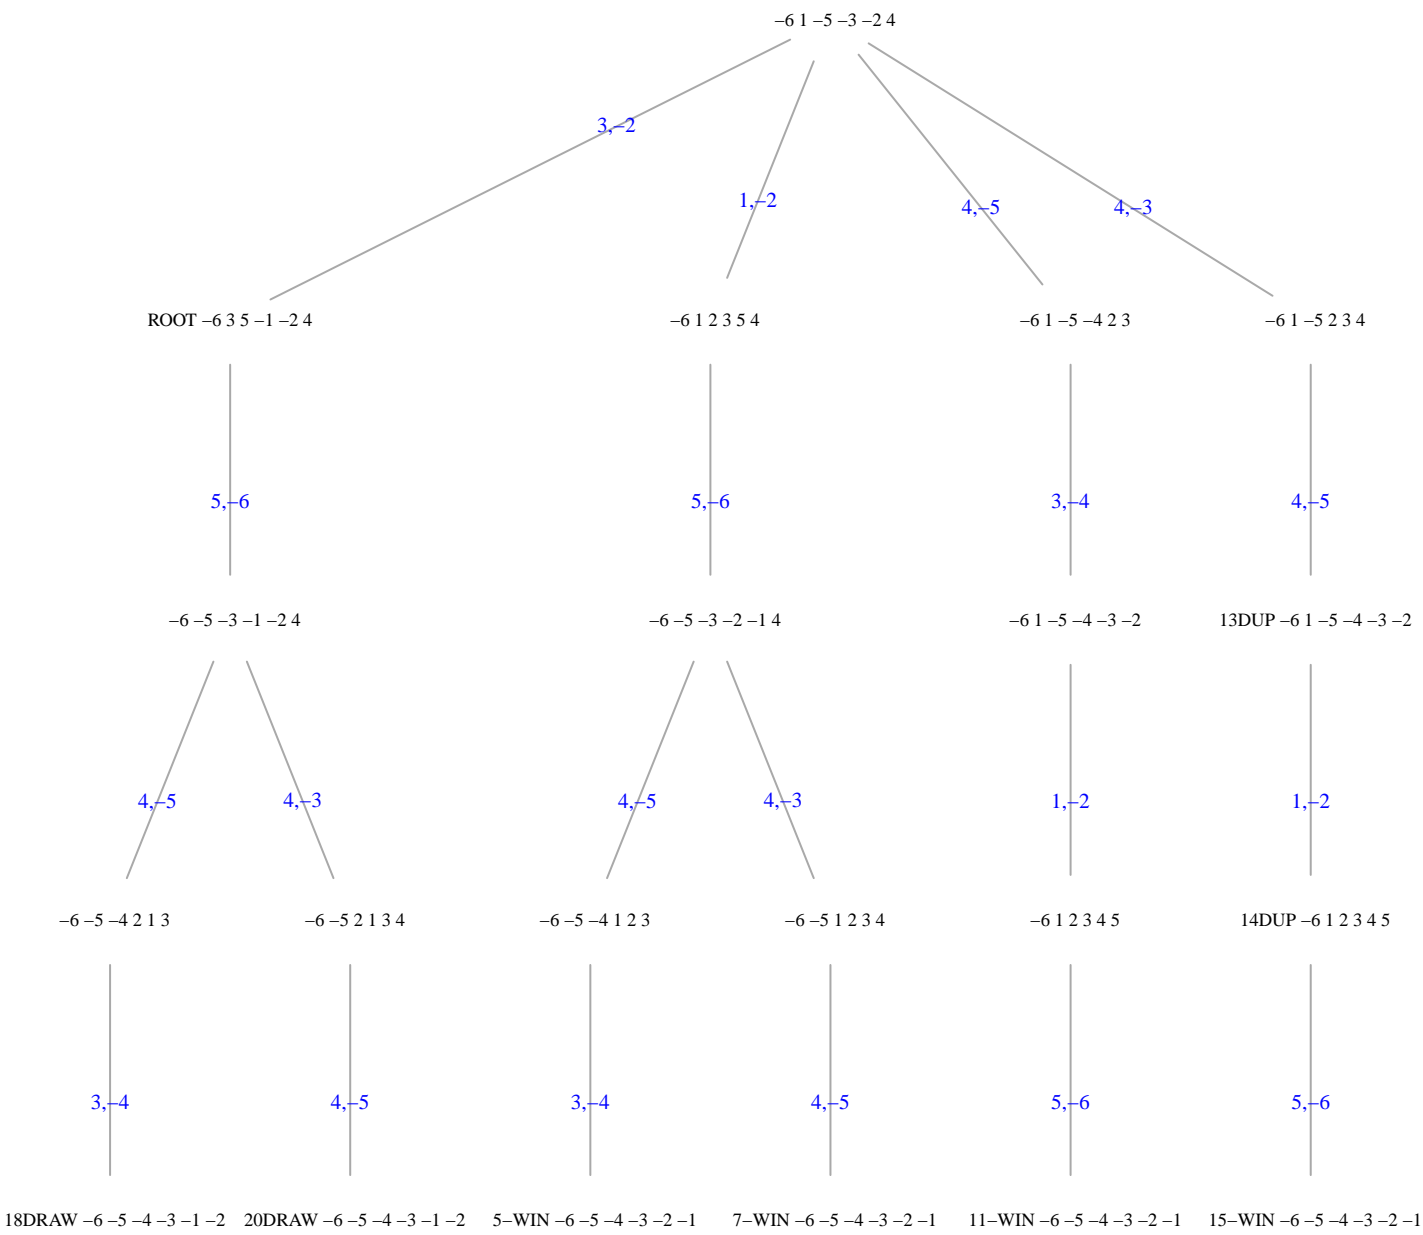 –6 1 –5 –3 –2 4
3,–2
1,–2
4,–5
4,–3
ROOT –6 3 5 –1 –2 4
–6 1 2 3 5 4
–6 1 –5 –4 2 3
–6 1 –5 2 3 4
5,–6
5,–6
3,–4
4,–5
–6 –5 –3 –1 –2 4
–6 –5 –3 –2 –1 4
–6 1 –5 –4 –3 –2
13DUP –6 1 –5 –4 –3 –2
4,–5
4,–3
4,–5
4,–3
1,–2
1,–2
–6 –5 –4 2 1 3
–6 –5 2 1 3 4
–6 –5 –4 1 2 3
–6 –5 1 2 3 4
–6 1 2 3 4 5
14DUP –6 1 2 3 4 5
3,–4
4,–5
3,–4
4,–5
5,–6
5,–6
18DRAW –6 –5 –4 –3 –1 –2
20DRAW –6 –5 –4 –3 –1 –2
5–WIN –6 –5 –4 –3 –2 –1
7–WIN –6 –5 –4 –3 –2 –1
11–WIN –6 –5 –4 –3 –2 –1
15–WIN –6 –5 –4 –3 –2 –1